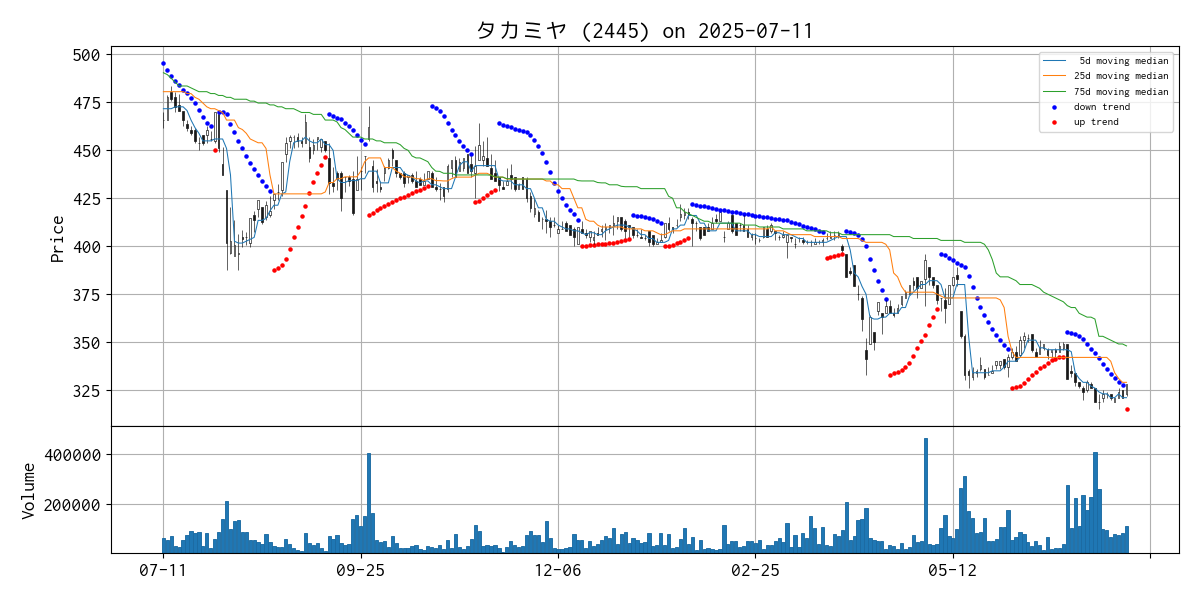 タカミヤ (2445) on 2025-07-11
500
475
450
425
400
375
350
325
Price
5d moving median
25d moving median
75d moving median
down trend
up trend
400000
200000
Volume
07-11
09-25
12-06
02-25
05-12